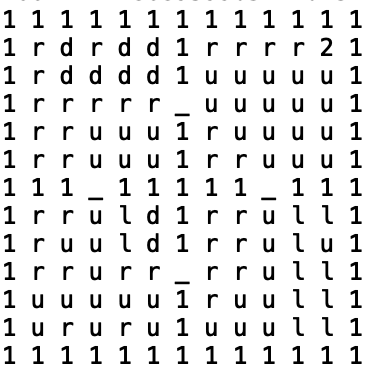 1 1 1 1 1 1 1 1 1 1 1 1 1
1 r d r d d 1 r r r r 2 1
1 r d d d d 1 u u u u u 1
1 r r r r r _ u u u u u 1
1 r r u u u 1 r u u u u 1
1 r r u u u 1 r r u u u 1
1 1 1 _ 1 1 1 1 1 _ 1 1 1
1 r r u l d 1 r r u l l 1
1 r u u l d 1 r r u l u 1
1 r r u r r _ r r u l l 1
1 u u u u u 1 r u u l l 1
1 u r u r u 1 u u u l l 1
1 1 1 1 1 1 1 1 1 1 1 1 1